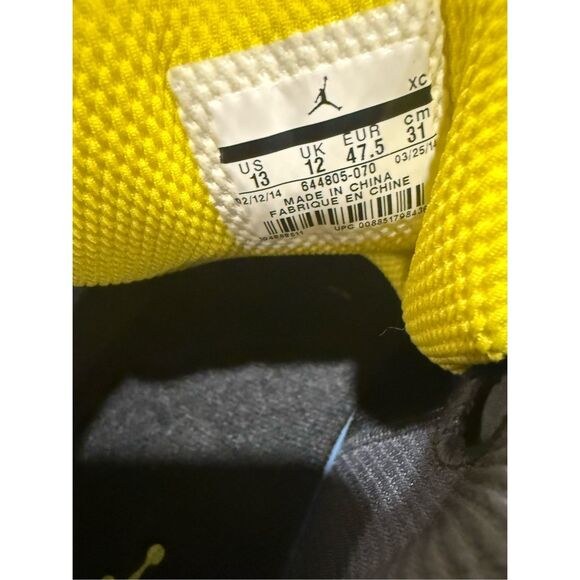 XC
US UK EUR cm
13 12 47.5 31
02/12/14 644805-070 03/25/14
MADE IN CHINA
FABRIQUE EN CHINE
UPC